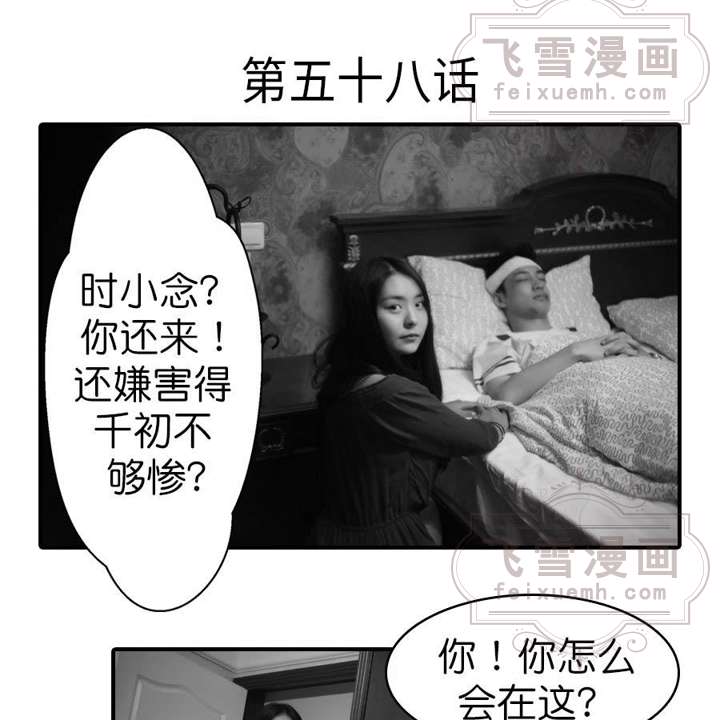 飞雪漫画
feixuemh.com
第五十八话
时小念？
你还来！
还嫌害得
千初不
够惨？
飞雪漫画
feixuemh.com
你！你怎么
会在这？